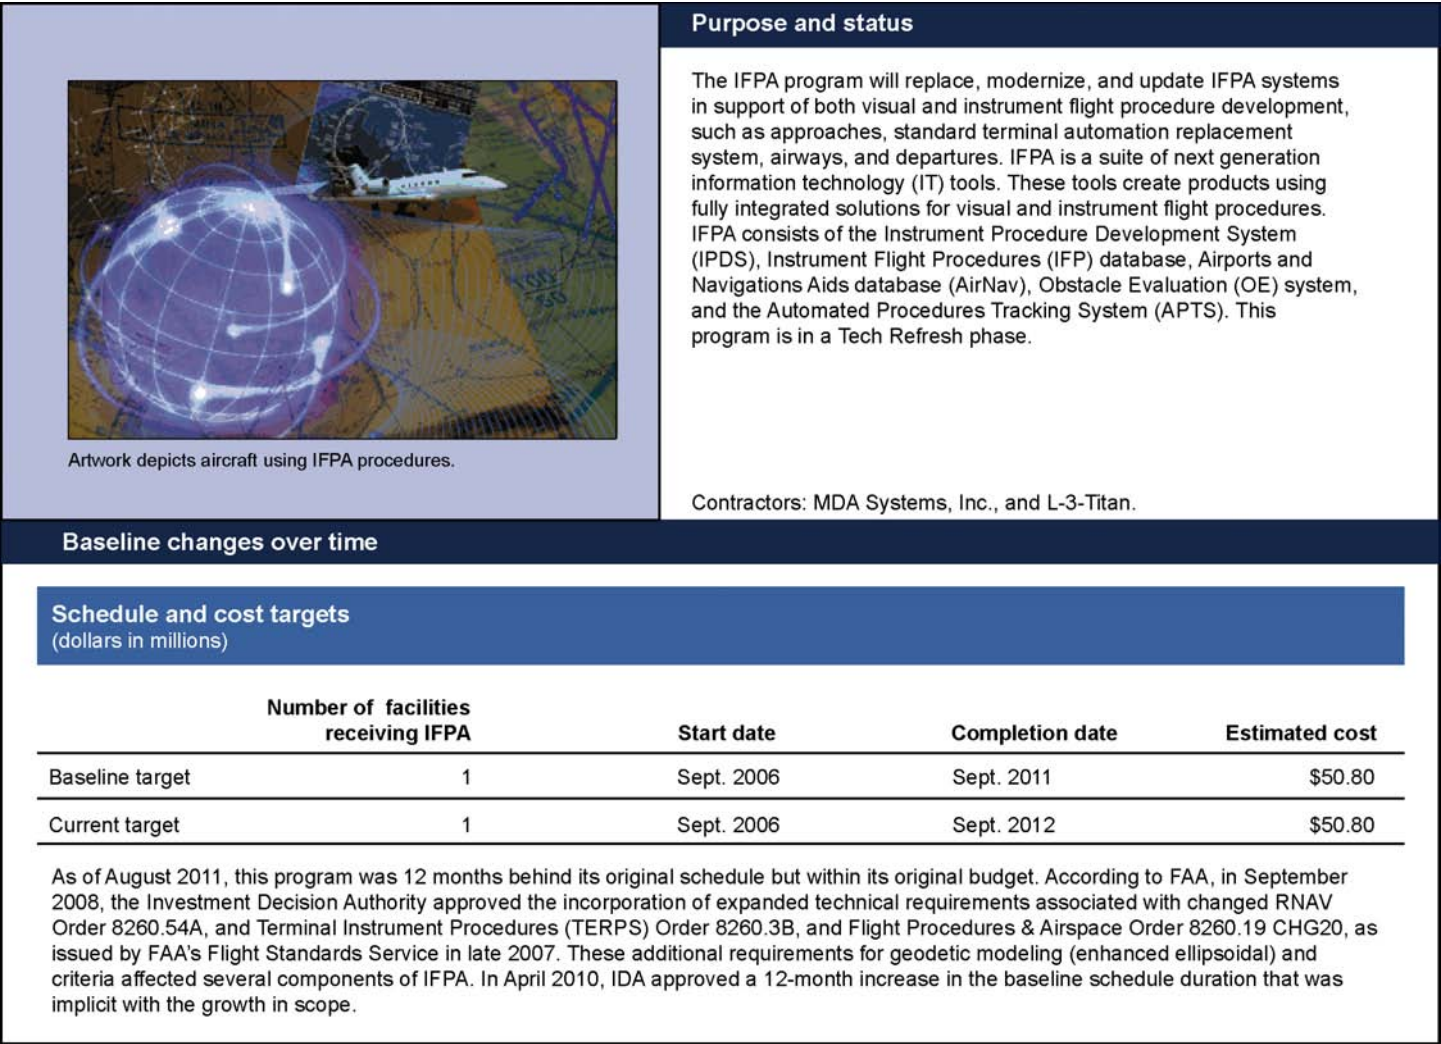 Purpose and status
The IFPA program will replace, modernize, and update IFPA systems
in support of both visual and instrument flight procedure development,
such as approaches, standard terminal automation replacement
system, airways, and departures. IFPA is a suite of next generation
information technology (IT) tools. These tools create products using
fully integrated solutions for visual and instrument flight procedures.
IFPA consists of the Instrument Procedure Development System
(IPDS), Instrument Flight Procedures (IFP) database, Airports and
Navigations Aids database (AirNav), Obstacle Evaluation (OE) system,
and the Automated Procedures Tracking System (APTS). This
program is in a Tech Refresh phase.
Artwork depicts aircraft using IFPA procedures.
Contractors: MDA Systems, Inc., and L-3-Titan.
Baseline changes over time
Schedule and cost targets
(dollars in millions)
Number of facilities
receiving IFPA Start date Completion date Estimated cost
Baseline target 1 Sept. 2006 Sept. 2011 $50.80
Current target 1 Sept. 2006 Sept. 2012 $50.80
As of August 2011, this program was 12 months behind its original schedule but within its original budget. According to FAA, in September
2008, the Investment Decision Authority approved the incorporation of expanded technical requirements associated with changed RNAV
Order 8260.54A, and Terminal Instrument Procedures (TERPS) Order 8260.3B, and Flight Procedures & Airspace Order 8260.19 CHG20, as
issued by FAA's Flight Standards Service in late 2007. These additional requirements for geodetic modeling (enhanced ellipsoidal) and
criteria affected several components of IFPA. In April 2010, IDA approved a 12-month increase in the baseline schedule duration that was
implicit with the growth in scope.